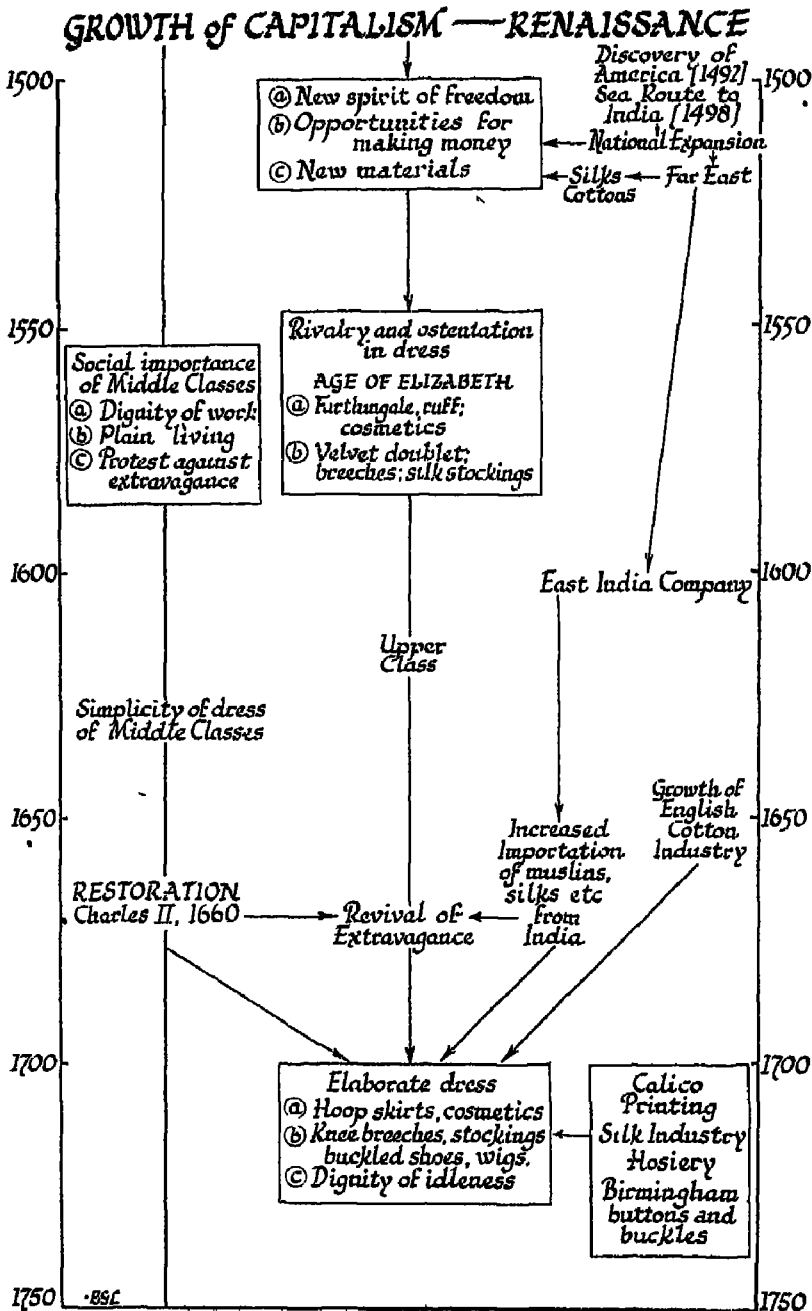 GROWTH of CAPITALISM — RENAISSANCE
1500
1500
ⓐ New spirit of freedom
ⓑ Opportunities for
making money
ⓒ New materials
Discovery of
America [1492]
Sea Route to
India [1498]
National Expansion
Silks
Cottons
Far East
1550
1550
Social importance
of Middle Classes
ⓐ Dignity of work
ⓑ Plain living
ⓒ Protest against
extravagance
Rivalry and ostentation
in dress
AGE OF ELIZABETH
ⓐ Farthingale, ruff;
cosmetics
ⓑ Velvet doublet;
breeches; silk stockings
1600
1600
East India Company
Upper
Class
Simplicity of dress
of Middle Classes
1650
1650
Growth of
English
Cotton
Industry
Increased
Importation
of muslins,
silks etc
from
India
RESTORATION
Charles II, 1660
Revival of
Extravagance
1700
1700
Elaborate dress
ⓐ Hoop skirts, cosmetics
ⓑ Knee breeches, stockings
buckled shoes, wigs.
ⓒ Dignity of idleness
Calico
Printing
Silk Industry
Hosiery
Birmingham
buttons and
buckles
1750
1750